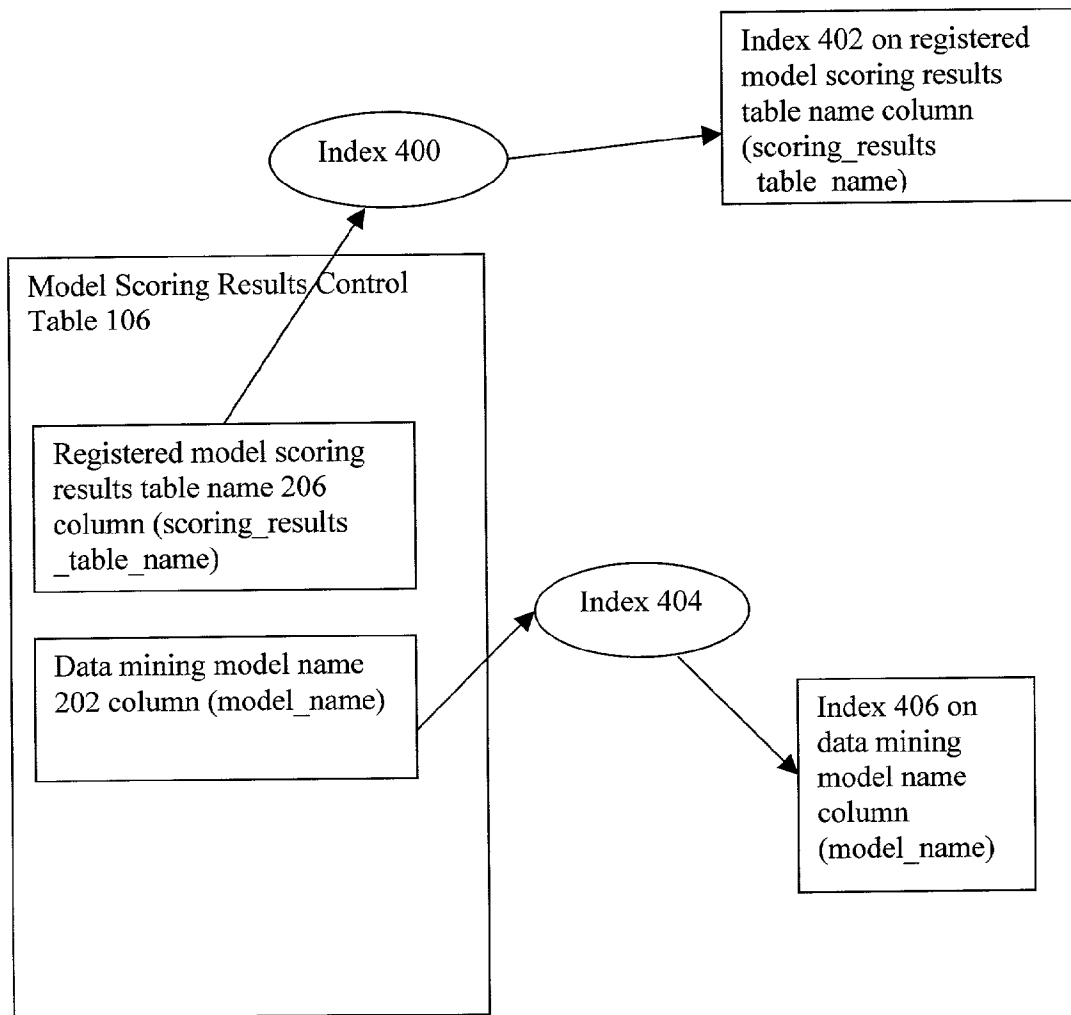 Index 402 on registered
model scoring results
table name column
(scoring_results
_table_name)
Index 400
Model Scoring Results Control
Table 106
Registered model scoring
results table name 206
column (scoring_results
_table_name)
Index 404
Data mining model name
202 column (model_name)
Index 406 on
data mining
model name
column
(model_name)